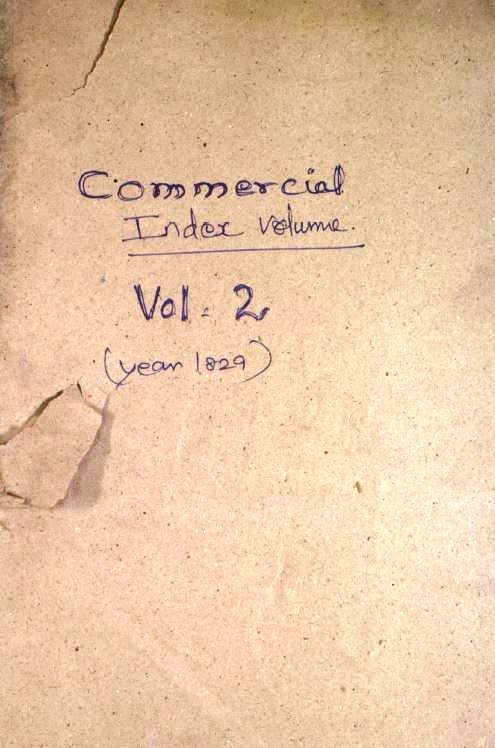 Commercial
Index volume.
Vol. 2
(year 1829)